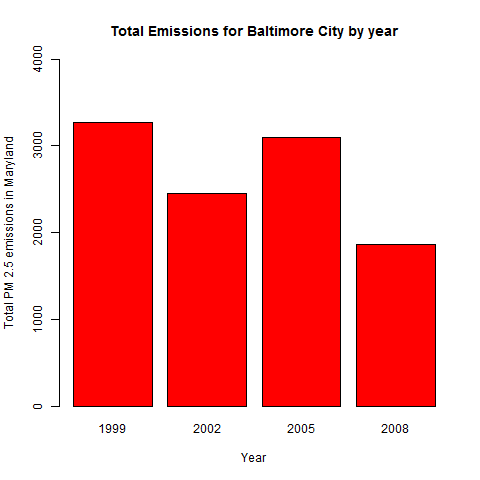 Total Emissions for Baltimore City by year
Total PM 2.5 emissions in Maryland
4000
3000
2000
1000
0
1999 2002 2005 2008
Year